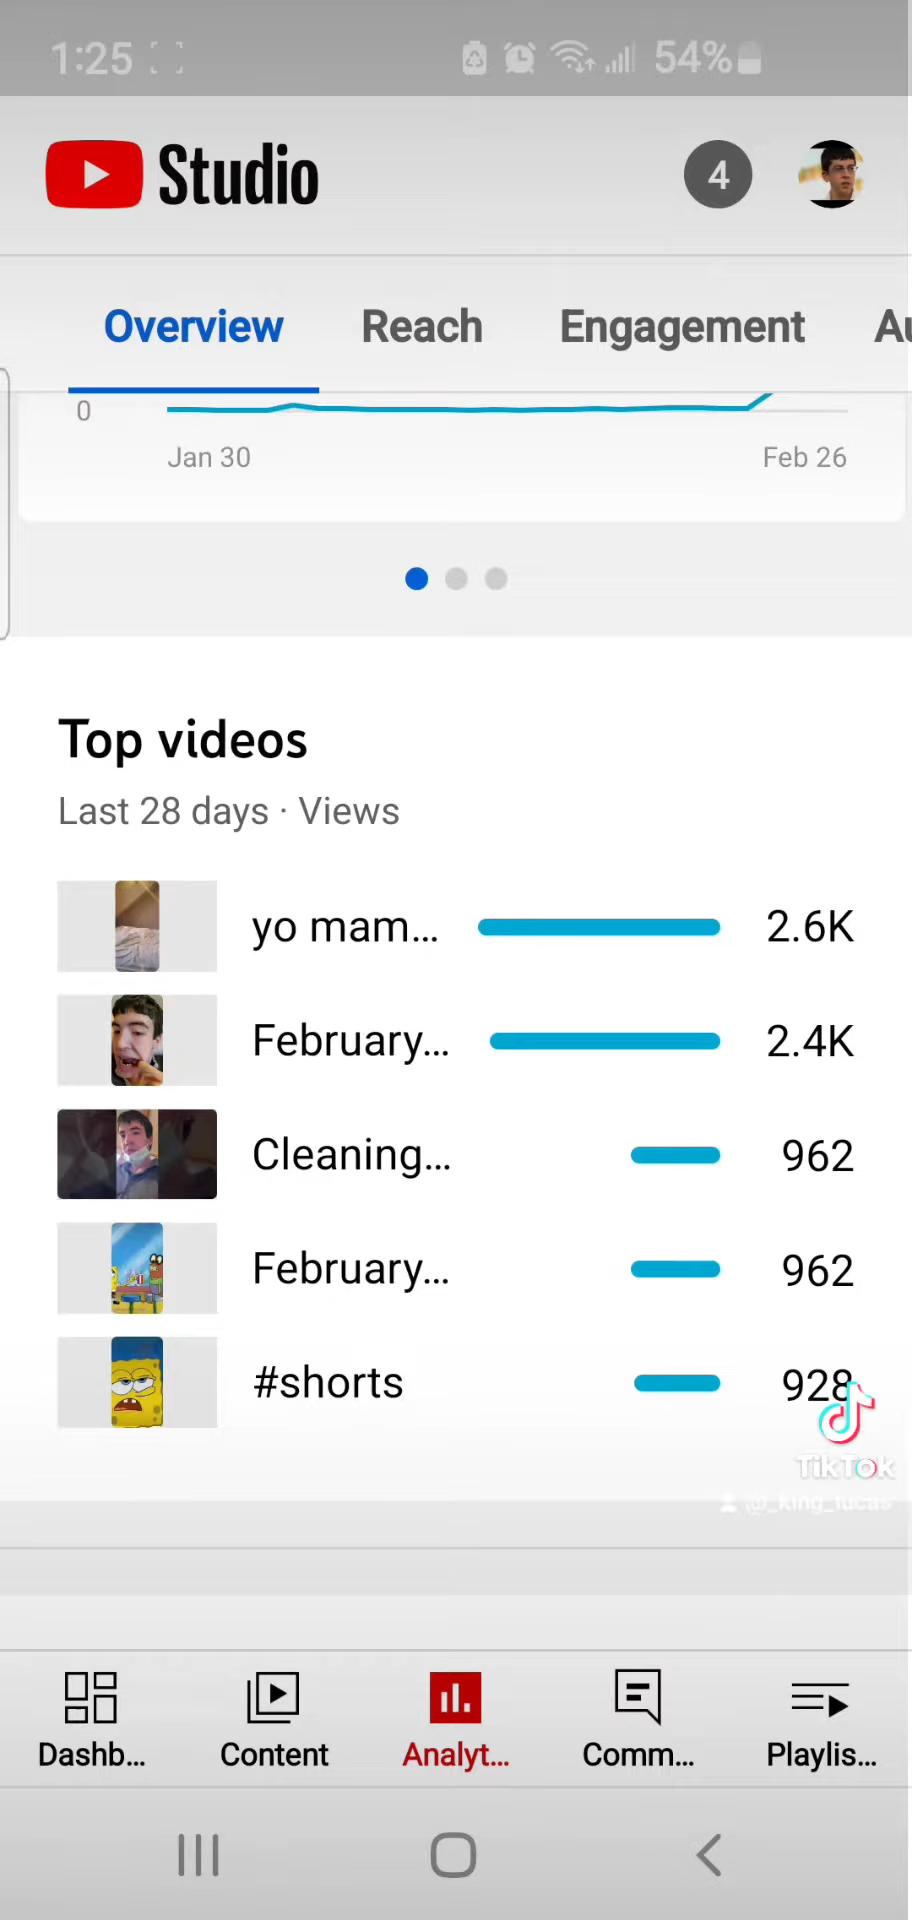 1:25 54%
Studio 4
Overview Reach Engagement Au
0
Jan 30 Feb 26
Top videos
Last 28 days · Views
yo mam... 2.6K
February... 2.4K
Cleaning... 962
February... 962
#shorts 928
TikTok
@_king_lucas
Dashb... Content Analyt... Comm... Playlis...